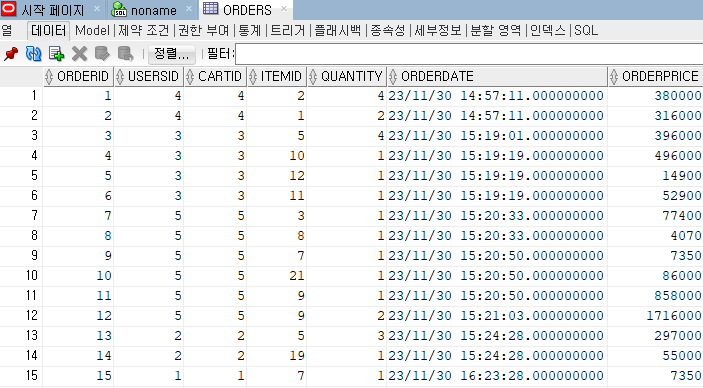 시작 페이지 noname ORDERS
열 데이터 Model 제약 조건 권한 부여 통계 트리거 플래시백 종속성 세부정보 분할 영역 인덱스 SQL
정렬... 필터:
ORDERID USERSID CARTID ITEMID QUANTITY ORDERDATE ORDERPRICE
1 1 4 4 2 4 23/11/30 14:57:11.000000000 380000
2 2 4 4 1 2 23/11/30 14:57:11.000000000 316000
3 3 3 3 5 4 23/11/30 15:19:01.000000000 396000
4 4 3 3 10 1 23/11/30 15:19:19.000000000 496000
5 5 3 3 12 1 23/11/30 15:19:19.000000000 14900
6 6 3 3 11 1 23/11/30 15:19:19.000000000 52900
7 7 5 5 3 1 23/11/30 15:20:33.000000000 77400
8 8 5 5 8 1 23/11/30 15:20:33.000000000 4070
9 9 5 5 7 1 23/11/30 15:20:50.000000000 7350
10 10 5 5 21 1 23/11/30 15:20:50.000000000 86000
11 11 5 5 9 1 23/11/30 15:20:50.000000000 858000
12 12 5 5 9 2 23/11/30 15:21:03.000000000 1716000
13 13 2 2 5 3 23/11/30 15:24:28.000000000 297000
14 14 2 2 19 1 23/11/30 15:24:28.000000000 55000
15 15 1 1 7 1 23/11/30 16:23:28.000000000 7350